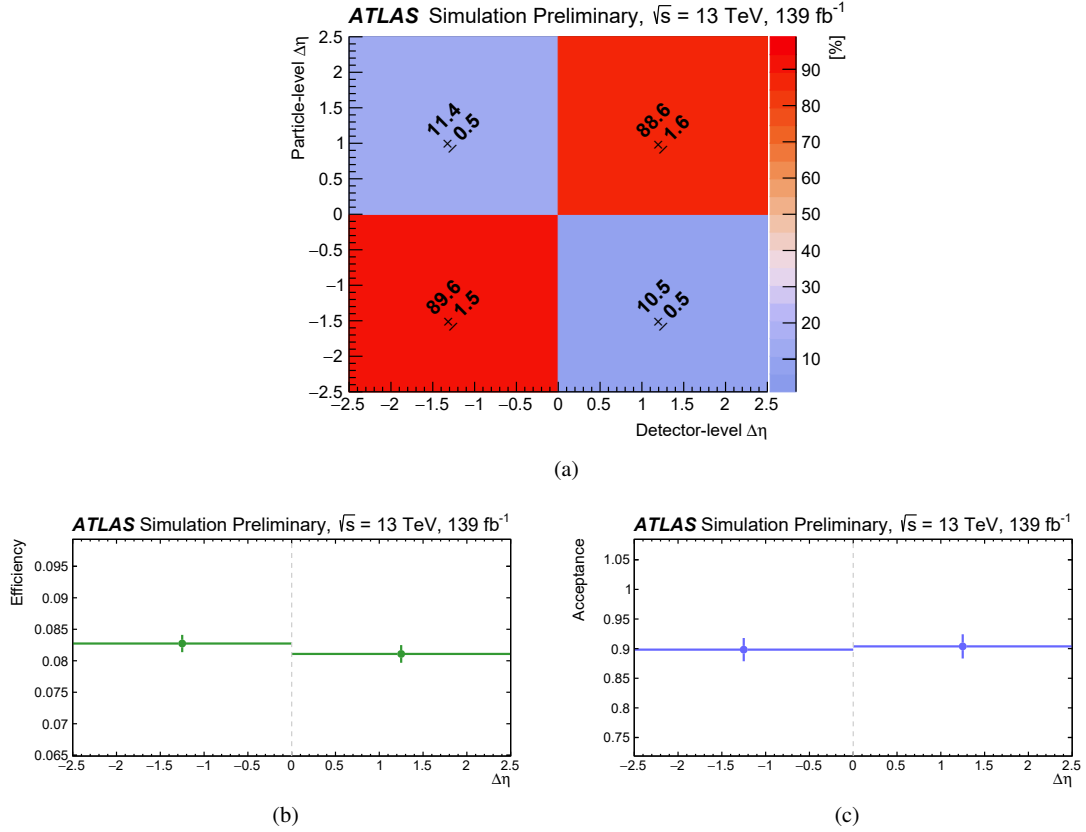 ATLAS Simulation Preliminary, √s = 13 TeV, 139 fb⁻¹
Particle-level Δη
2.5
2
1.5
1
0.5
0
−0.5
−1
−1.5
−2
−2.5
11.4
± 0.5
88.6
± 1.6
89.6
± 1.5
10.5
± 0.5
−2.5 −2 −1.5 −1 −0.5 0 0.5 1 1.5 2 2.5
Detector-level Δη
[%]
90
80
70
60
50
40
30
20
10
(a)
ATLAS Simulation Preliminary, √s = 13 TeV, 139 fb⁻¹
Efficiency
0.095
0.09
0.085
0.08
0.075
0.07
0.065
−2.5 −2 −1.5 −1 −0.5 0 0.5 1 1.5 2 2.5
Δη
(b)
ATLAS Simulation Preliminary, √s = 13 TeV, 139 fb⁻¹
Acceptance
1.05
1
0.95
0.9
0.85
0.8
0.75
−2.5 −2 −1.5 −1 −0.5 0 0.5 1 1.5 2 2.5
Δη
(c)